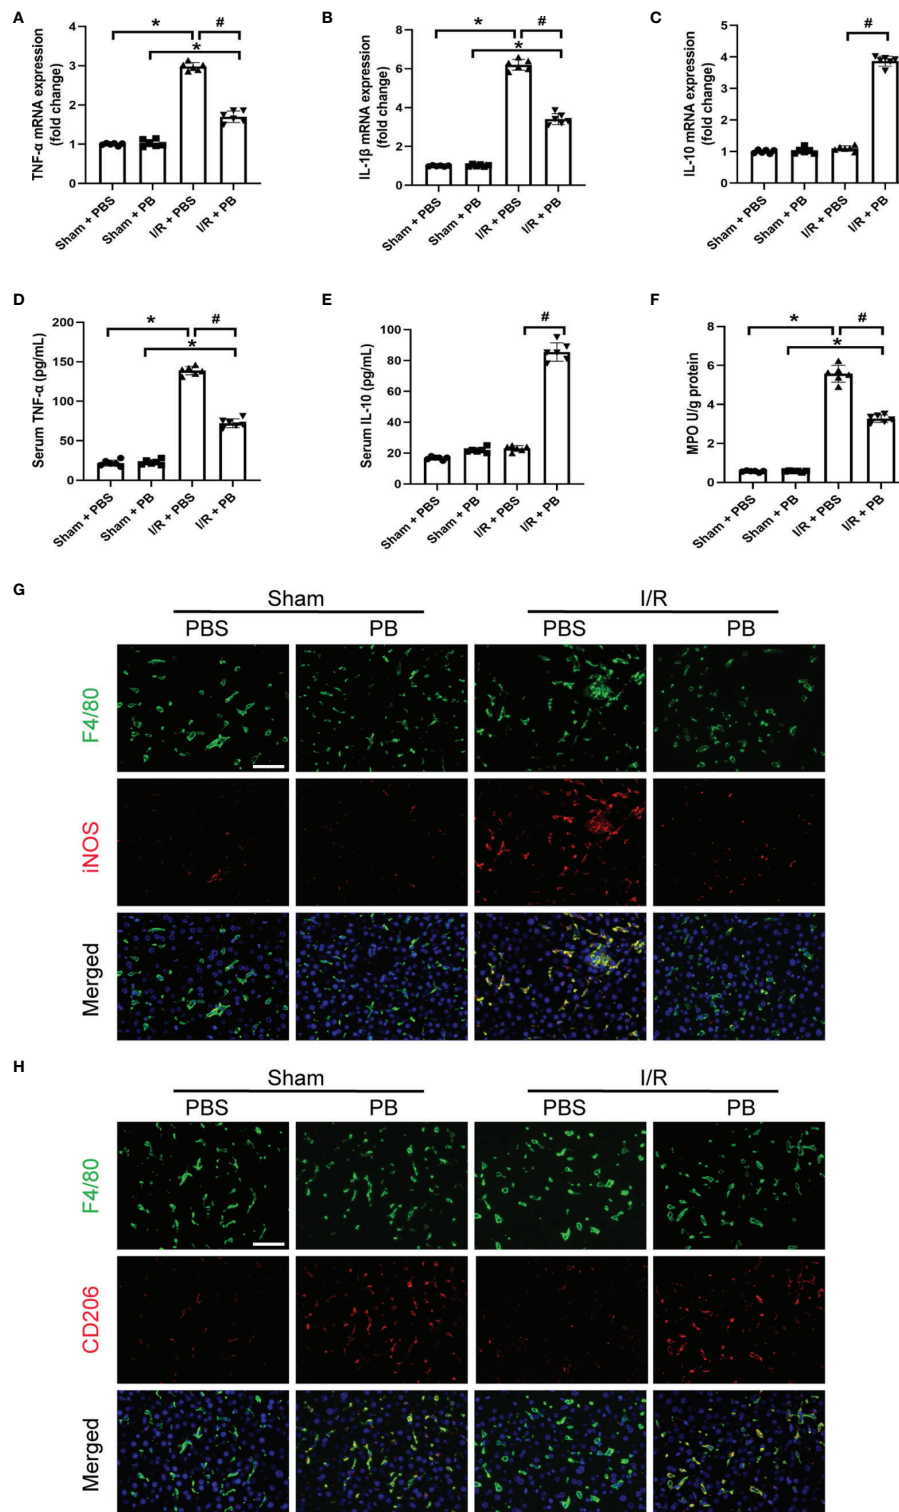 A
TNF-α mRNA expression
(fold change)
4
3
2
1
0
*
#
*
Sham + PBS
Sham + PB
I/R + PBS
I/R + PB
B
IL-1β mRNA expression
(fold change)
8
6
4
2
0
*
#
*
Sham + PBS
Sham + PB
I/R + PBS
I/R + PB
C
IL-10 mRNA expression
(fold change)
5
4
3
2
1
0
#
Sham + PBS
Sham + PB
I/R + PBS
I/R + PB
D
Serum TNF-α (pg/mL)
200
150
100
50
0
*
#
*
Sham + PBS
Sham + PB
I/R + PBS
I/R + PB
E
Serum IL-10 (pg/mL)
100
80
60
40
20
0
#
Sham + PBS
Sham + PB
I/R + PBS
I/R + PB
F
MPO U/g protein
8
6
4
2
0
*
#
*
Sham + PBS
Sham + PB
I/R + PBS
I/R + PB
G
Sham I/R
PBS PB PBS PB
F4/80
iNOS
Merged
H
Sham I/R
PBS PB PBS PB
F4/80
CD206
Merged